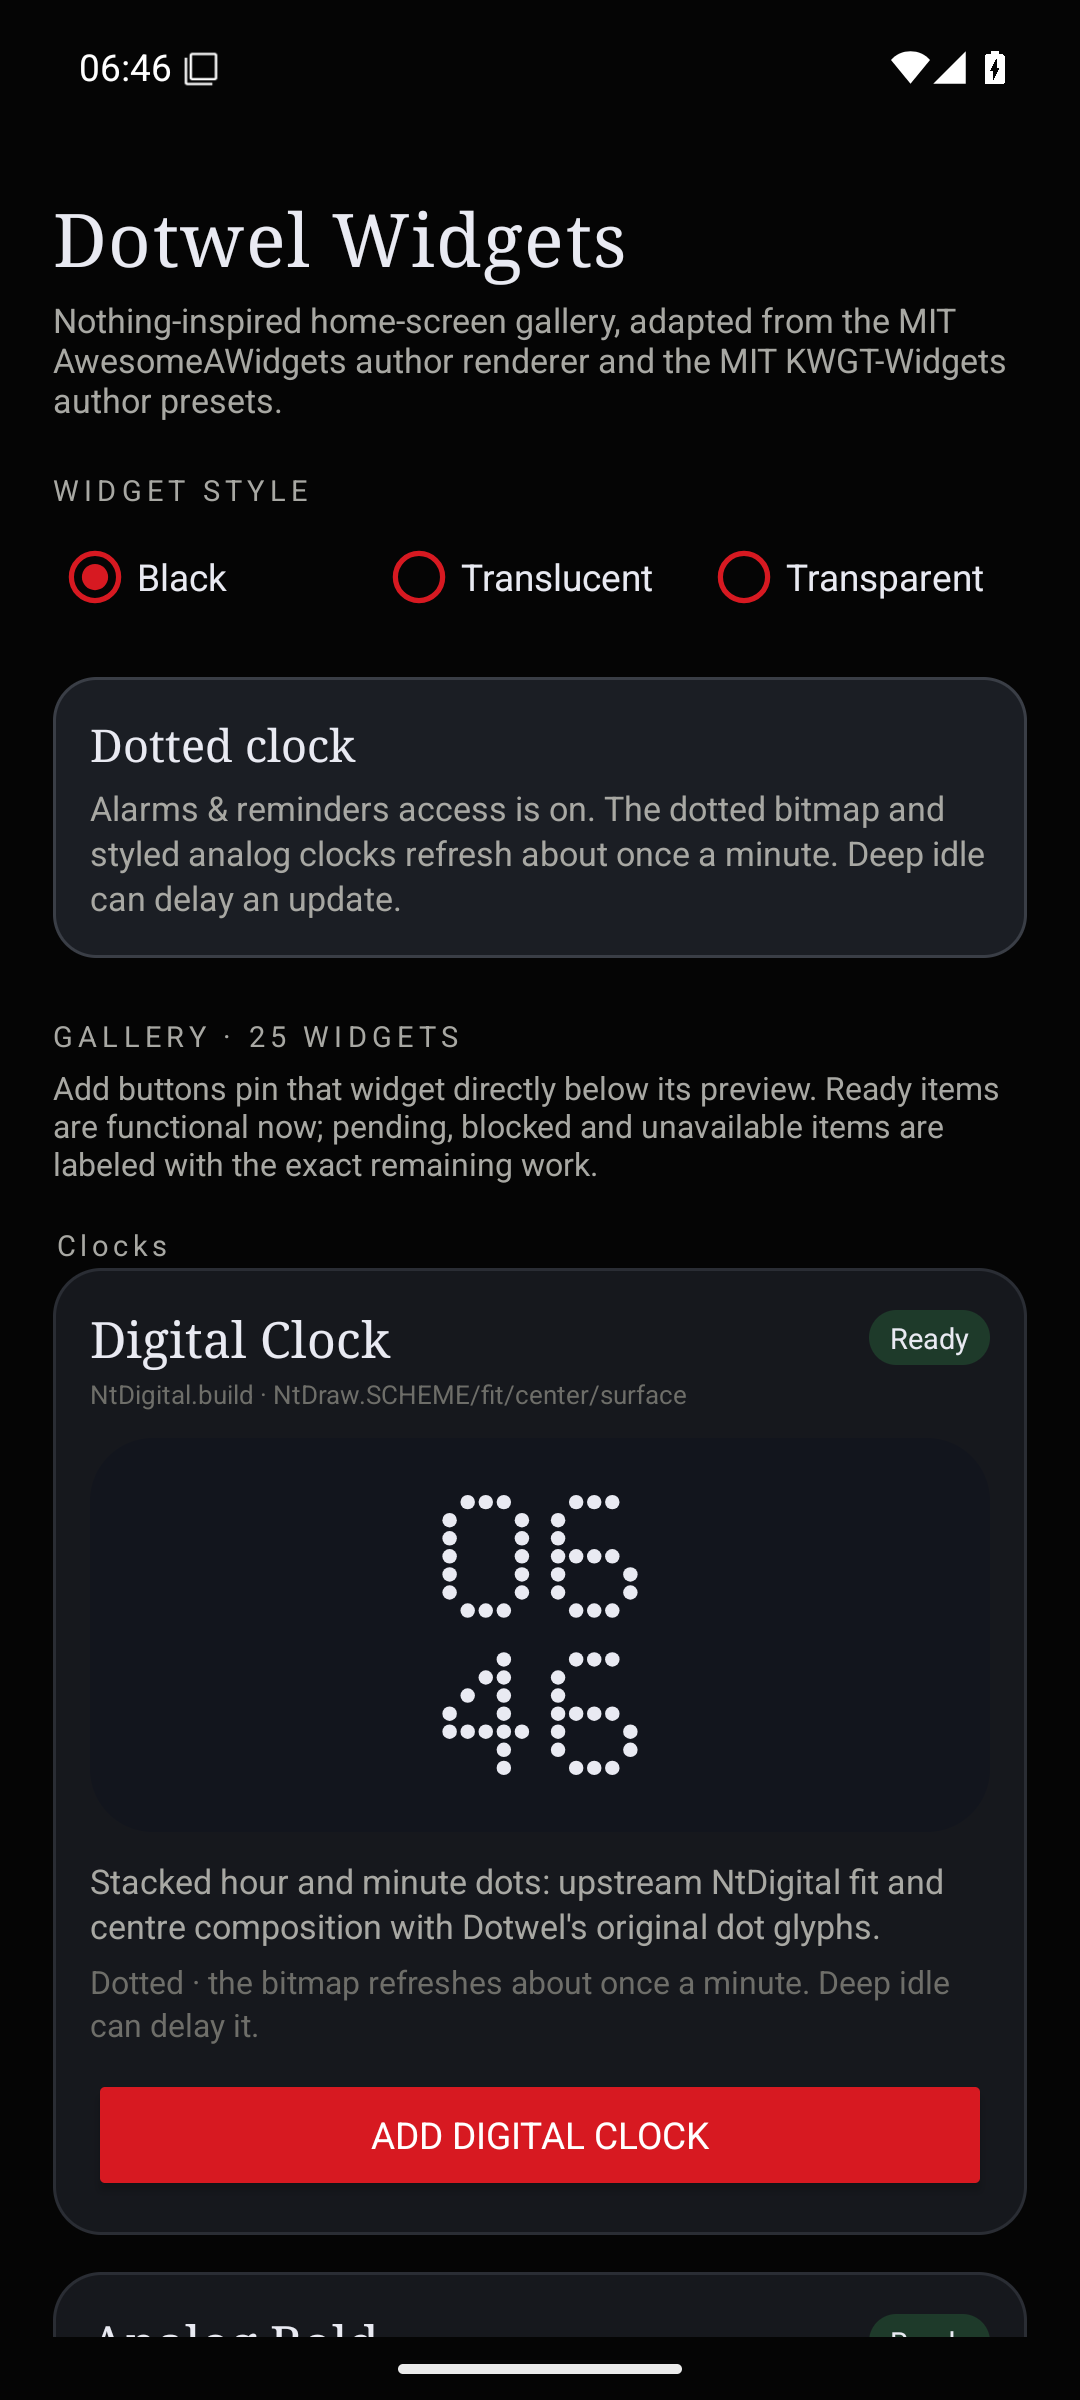 06:46
Dotwel Widgets
Nothing-inspired home-screen gallery, adapted from the MIT
AwesomeAWidgets author renderer and the MIT KWGT-Widgets
author presets.
WIDGET STYLE
Black
Translucent
Transparent
Dotted clock
Alarms & reminders access is on. The dotted bitmap and
styled analog clocks refresh about once a minute. Deep idle
can delay an update.
GALLERY · 25 WIDGETS
Add buttons pin that widget directly below its preview. Ready items
are functional now; pending, blocked and unavailable items are
labeled with the exact remaining work.
Clocks
Digital Clock
Ready
NtDigital.build · NtDraw.SCHEME/fit/center/surface
06
46
Stacked hour and minute dots: upstream NtDigital fit and
centre composition with Dotwel's original dot glyphs.
Dotted · the bitmap refreshes about once a minute. Deep idle
can delay it.
ADD DIGITAL CLOCK
Analog Bold
Ready